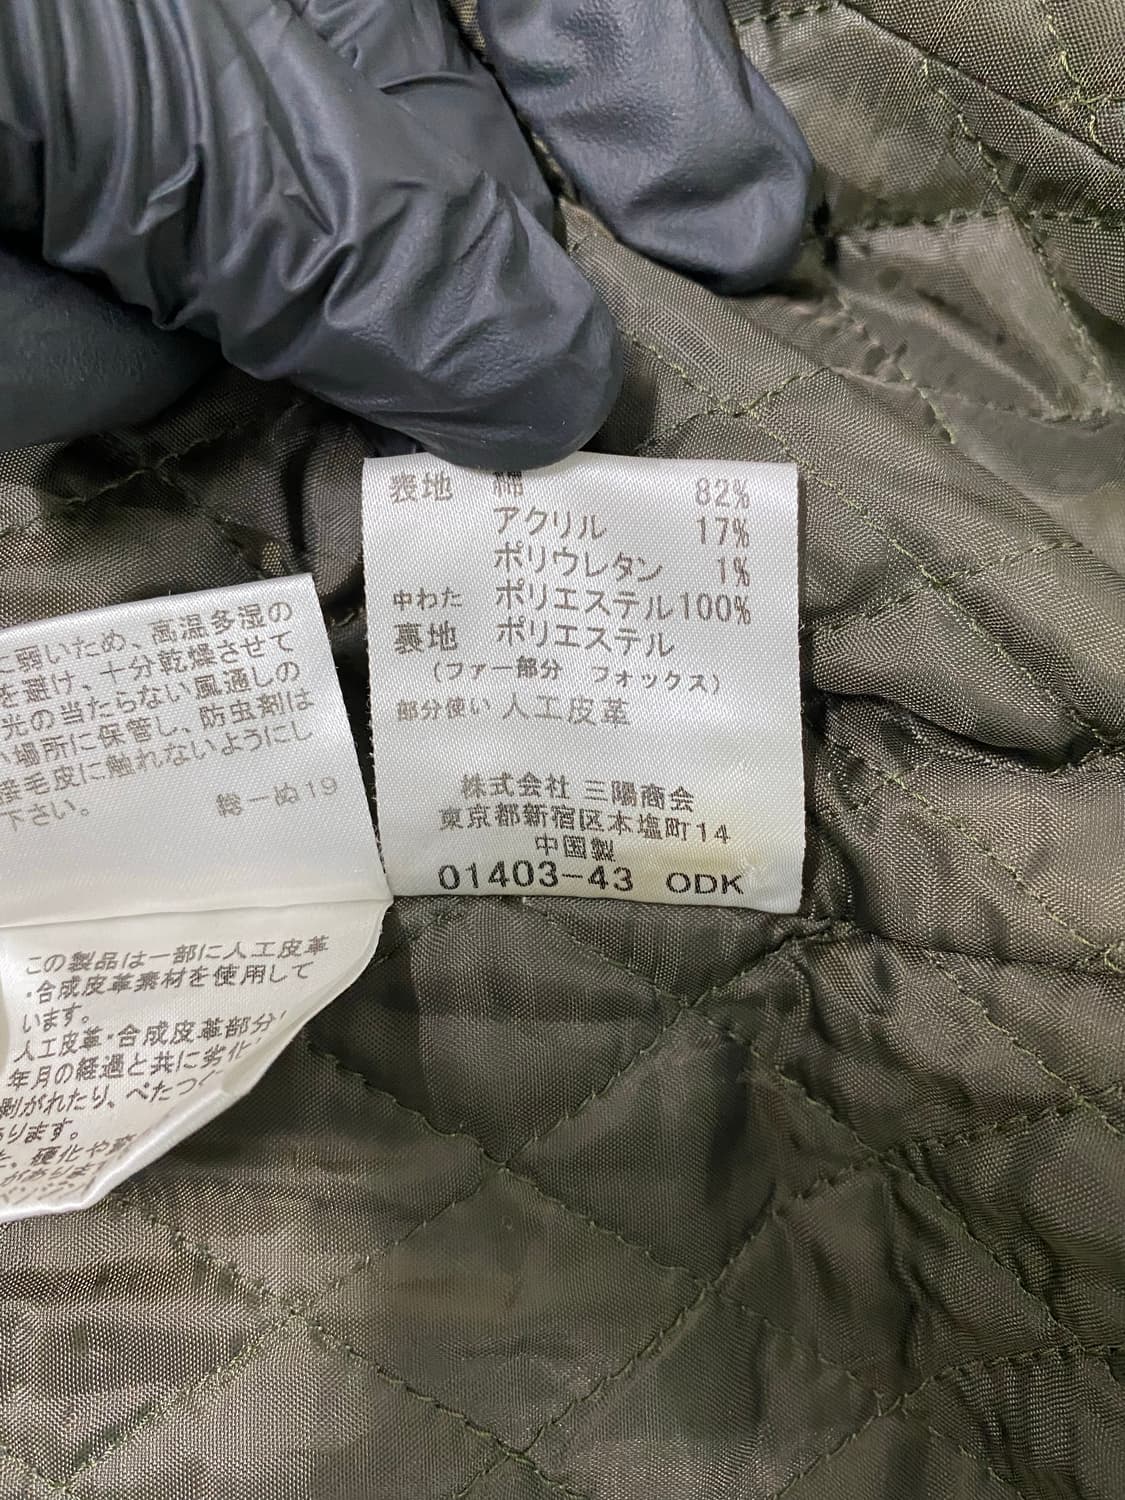 表地 綿 82%
アクリル 17%
ポリウレタン 1%
中わた ポリエステル100%
裏地 ポリエステル
(ファー部分 フォックス)
部分使い 人工皮革
株式会社 三陽商会
東京都新宿区本塩町14
中国製
01403-43 ODK
に弱いため、高温多湿の
を避け、十分乾燥させて
光の当たらない風通しの
い場所に保管し、防虫剤は
接毛皮に触れないようにし
下さい。
総-ぬ19
この製品は一部に人工皮革
・合成皮革素材を使用して
います。
人工皮革・合成皮革部分
年月の経過と共に劣化
剥がれたり、べたつく
あります。
、硬化や
がありま